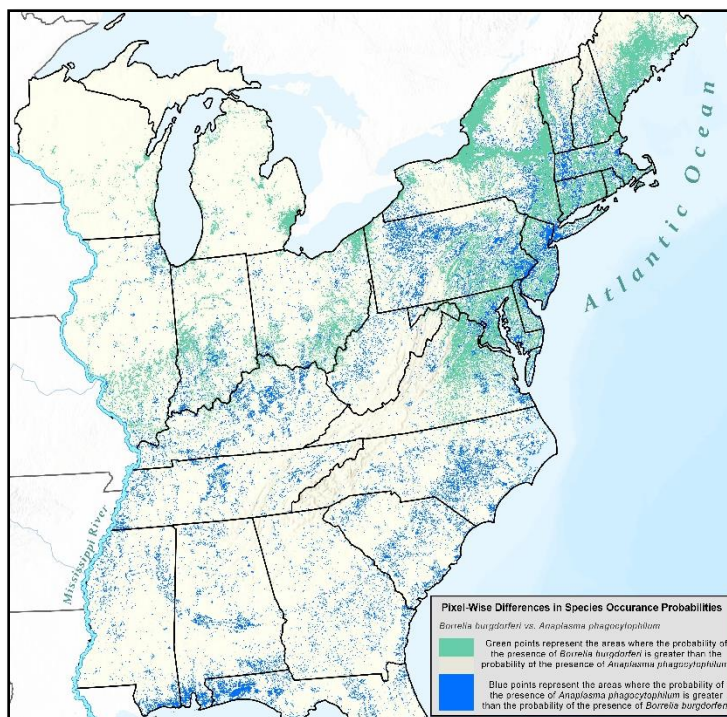 Atlantic Ocean
Mississippi River
Pixel-Wise Differences in Species Occurance Probabilities
Borrelia burgdorferi vs. Anaplasma phagocytophilum
Green points represent the areas where the probability of
the presence of Borrelia burgdorferi is greater than the
probability of the presence of Anaplasma phagocytophilum
Blue points represent the areas where the probability of
the presence of Anaplasma phagocytophilum is greater
than the probability of the presence of Borrelia burgdorferi